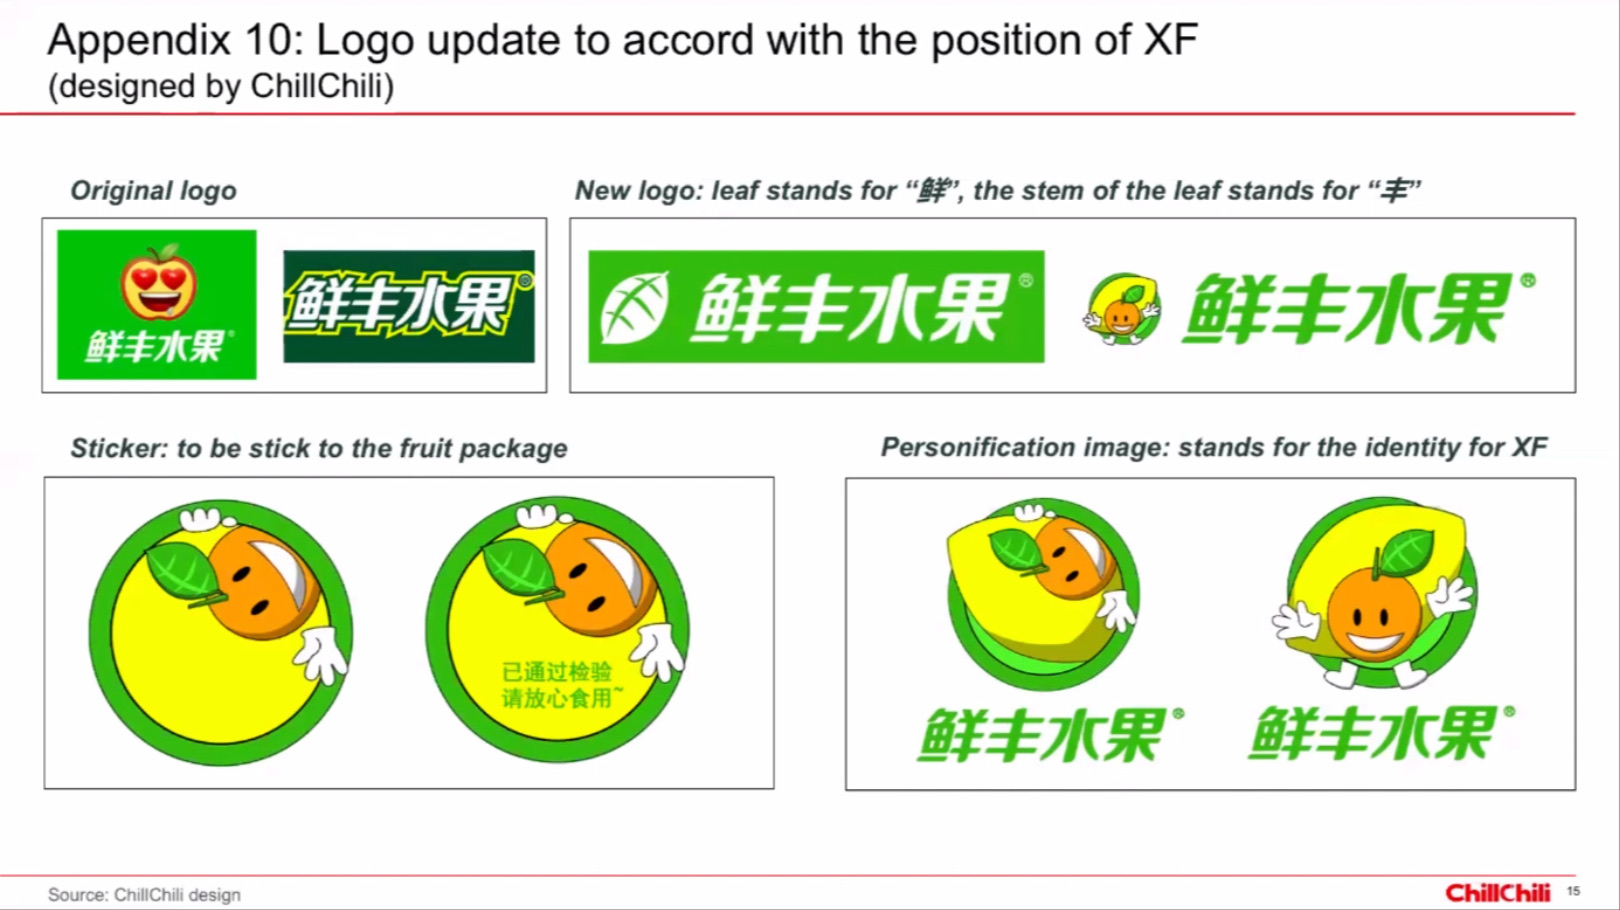 Appendix 10: Logo update to accord with the position of XF
(designed by ChillChili)
Original logo
New logo: leaf stands for “鲜”, the stem of the leaf stands for “丰”
鲜丰水果®
鲜丰水果®
鲜丰水果®
鲜丰水果®
Sticker: to be stick to the fruit package
Personification image: stands for the identity for XF
已通过检验
请放心食用~
鲜丰水果®
鲜丰水果®
Source: ChillChili design
ChillChili 15